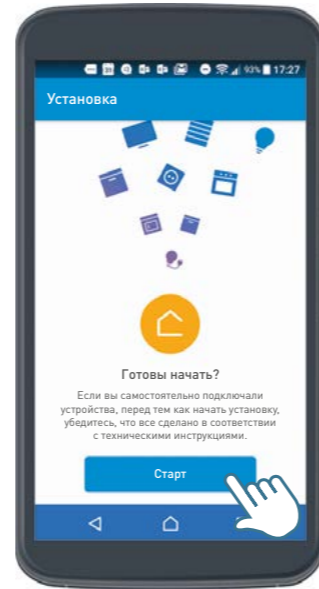 93% 17:27
Установка
Готовы начать?
Если вы самостоятельно подключали
устройства, перед тем как начать установку,
убедитесь, что все сделано в соответствии
с техническими инструкциями.
Старт